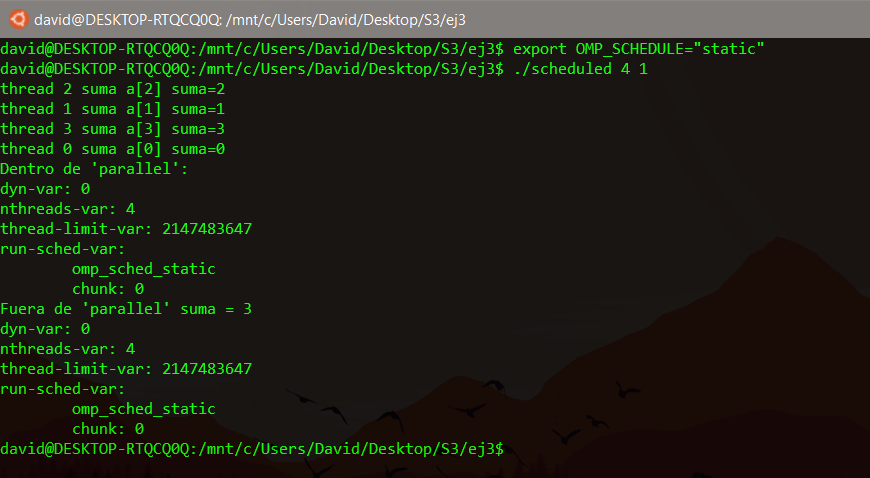 david@DESKTOP-RTQCQ0Q: /mnt/c/Users/David/Desktop/S3/ej3
david@DESKTOP-RTQCQ0Q:/mnt/c/Users/David/Desktop/S3/ej3$ export OMP_SCHEDULE="static"
david@DESKTOP-RTQCQ0Q:/mnt/c/Users/David/Desktop/S3/ej3$ ./scheduled 4 1
thread 2 suma a[2] suma=2
thread 1 suma a[1] suma=1
thread 3 suma a[3] suma=3
thread 0 suma a[0] suma=0
Dentro de 'parallel':
dyn-var: 0
nthreads-var: 4
thread-limit-var: 2147483647
run-sched-var:
        omp_sched_static
        chunk: 0
Fuera de 'parallel' suma = 3
dyn-var: 0
nthreads-var: 4
thread-limit-var: 2147483647
run-sched-var:
        omp_sched_static
        chunk: 0
david@DESKTOP-RTQCQ0Q:/mnt/c/Users/David/Desktop/S3/ej3$